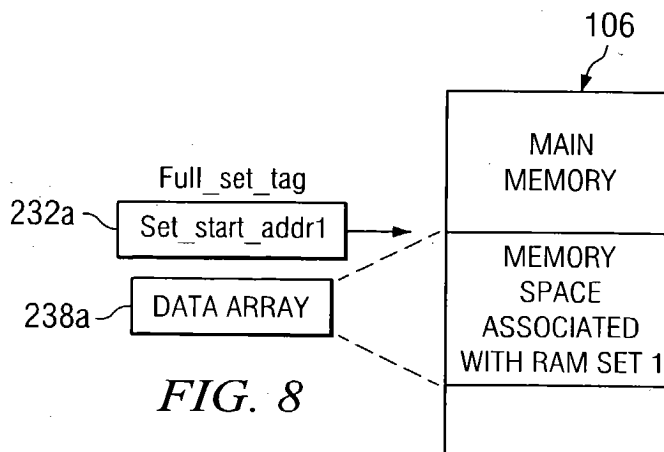 106
MAIN
MEMORY
Full_set_tag
232a
Set_start_addr1
MEMORY
SPACE
ASSOCIATED
WITH RAM SET 1
238a
DATA ARRAY
FIG. 8